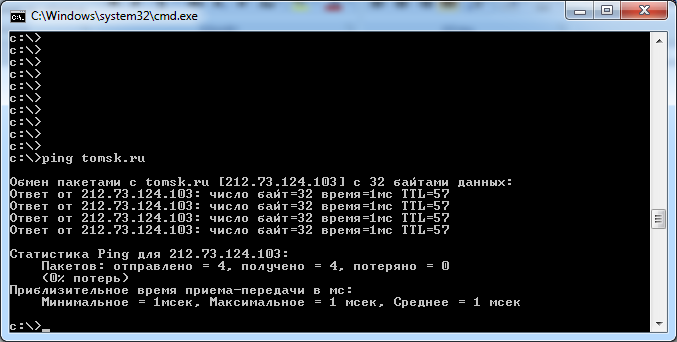 C:\Windows\system32\cmd.exe
c:\>
c:\>
c:\>
c:\>
c:\>
c:\>
c:\>
c:\>
c:\>
c:\>
c:\>ping tomsk.ru
Обмен пакетами с tomsk.ru [212.73.124.103] с 32 байтами данных:
Ответ от 212.73.124.103: число байт=32 время=1мс TTL=57
Ответ от 212.73.124.103: число байт=32 время=1мс TTL=57
Ответ от 212.73.124.103: число байт=32 время=1мс TTL=57
Ответ от 212.73.124.103: число байт=32 время=1мс TTL=57
Статистика Ping для 212.73.124.103:
Пакетов: отправлено = 4, получено = 4, потеряно = 0
(0% потерь)
Приблизительное время приема-передачи в мс:
Минимальное = 1мсек, Максимальное = 1 мсек, Среднее = 1 мсек
c:\>_